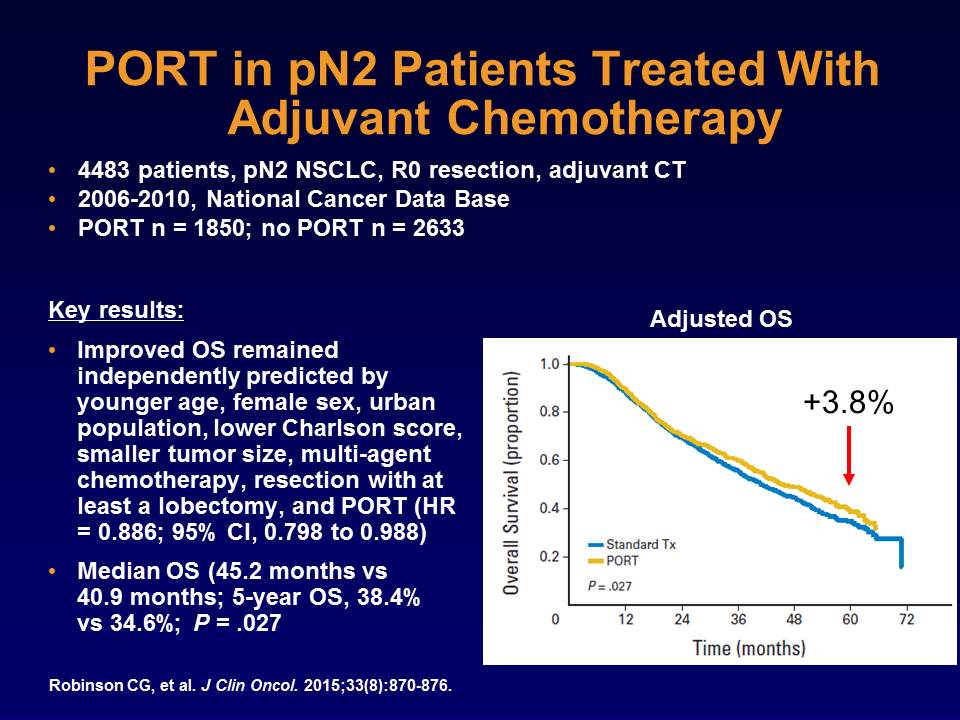 PORT in pN2 Patients Treated With
Adjuvant Chemotherapy
• 4483 patients, pN2 NSCLC, R0 resection, adjuvant CT
• 2006-2010, National Cancer Data Base
• PORT n = 1850; no PORT n = 2633
Key results:
• Improved OS remained
independently predicted by
younger age, female sex, urban
population, lower Charlson score,
smaller tumor size, multi-agent
chemotherapy, resection with at
least a lobectomy, and PORT (HR
= 0.886; 95% CI, 0.798 to 0.988)
• Median OS (45.2 months vs
40.9 months; 5-year OS, 38.4%
vs 34.6%; P = .027
Adjusted OS
+3.8%
Overall Survival (proportion)
1.0
0.8
0.6
0.4
0.2
Standard Tx
PORT
P = .027
0 12 24 36 48 60 72
Time (months)
Robinson CG, et al. J Clin Oncol. 2015;33(8):870-876.